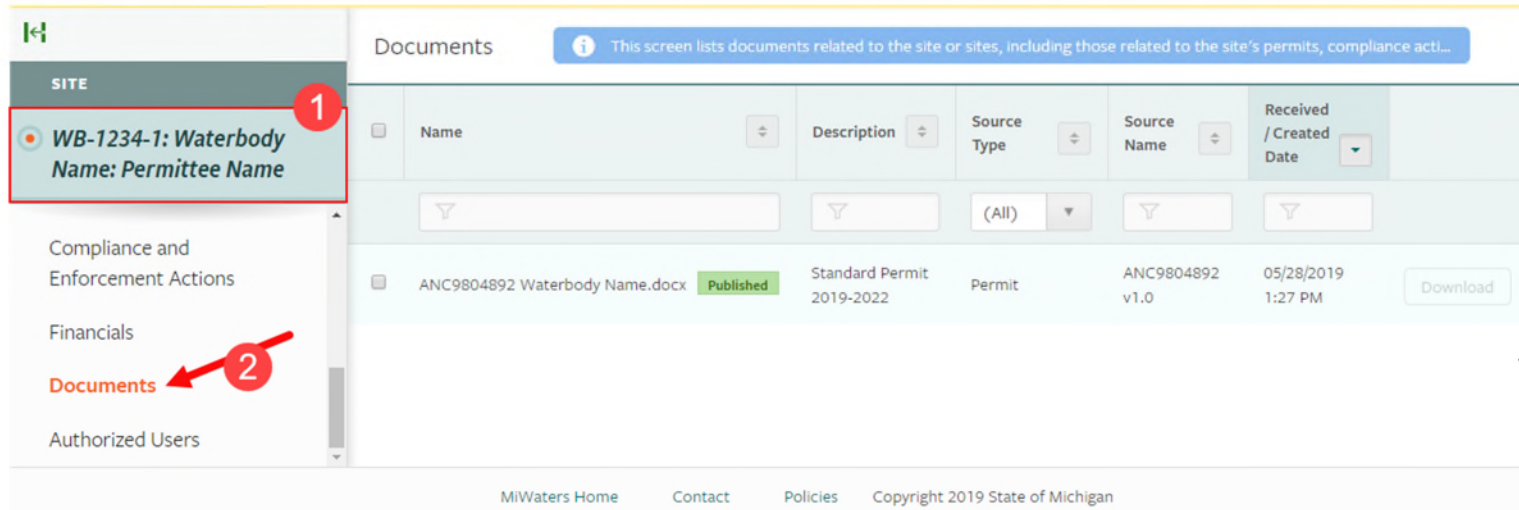 Documents
This screen lists documents related to the site or sites, including those related to the site's permits, compliance acti...
SITE
1
WB-1234-1: Waterbody
Name: Permittee Name
Compliance and
Enforcement Actions
Financials
2
Documents
Authorized Users
Name
Description
Source
Type
Source
Name
Received
/ Created
Date
(All)
ANC9804892 Waterbody Name.docx Published
Standard Permit
2019-2022
Permit
ANC9804892
v1.0
05/28/2019
1:27 PM
Download
MiWaters Home Contact Policies Copyright 2019 State of Michigan